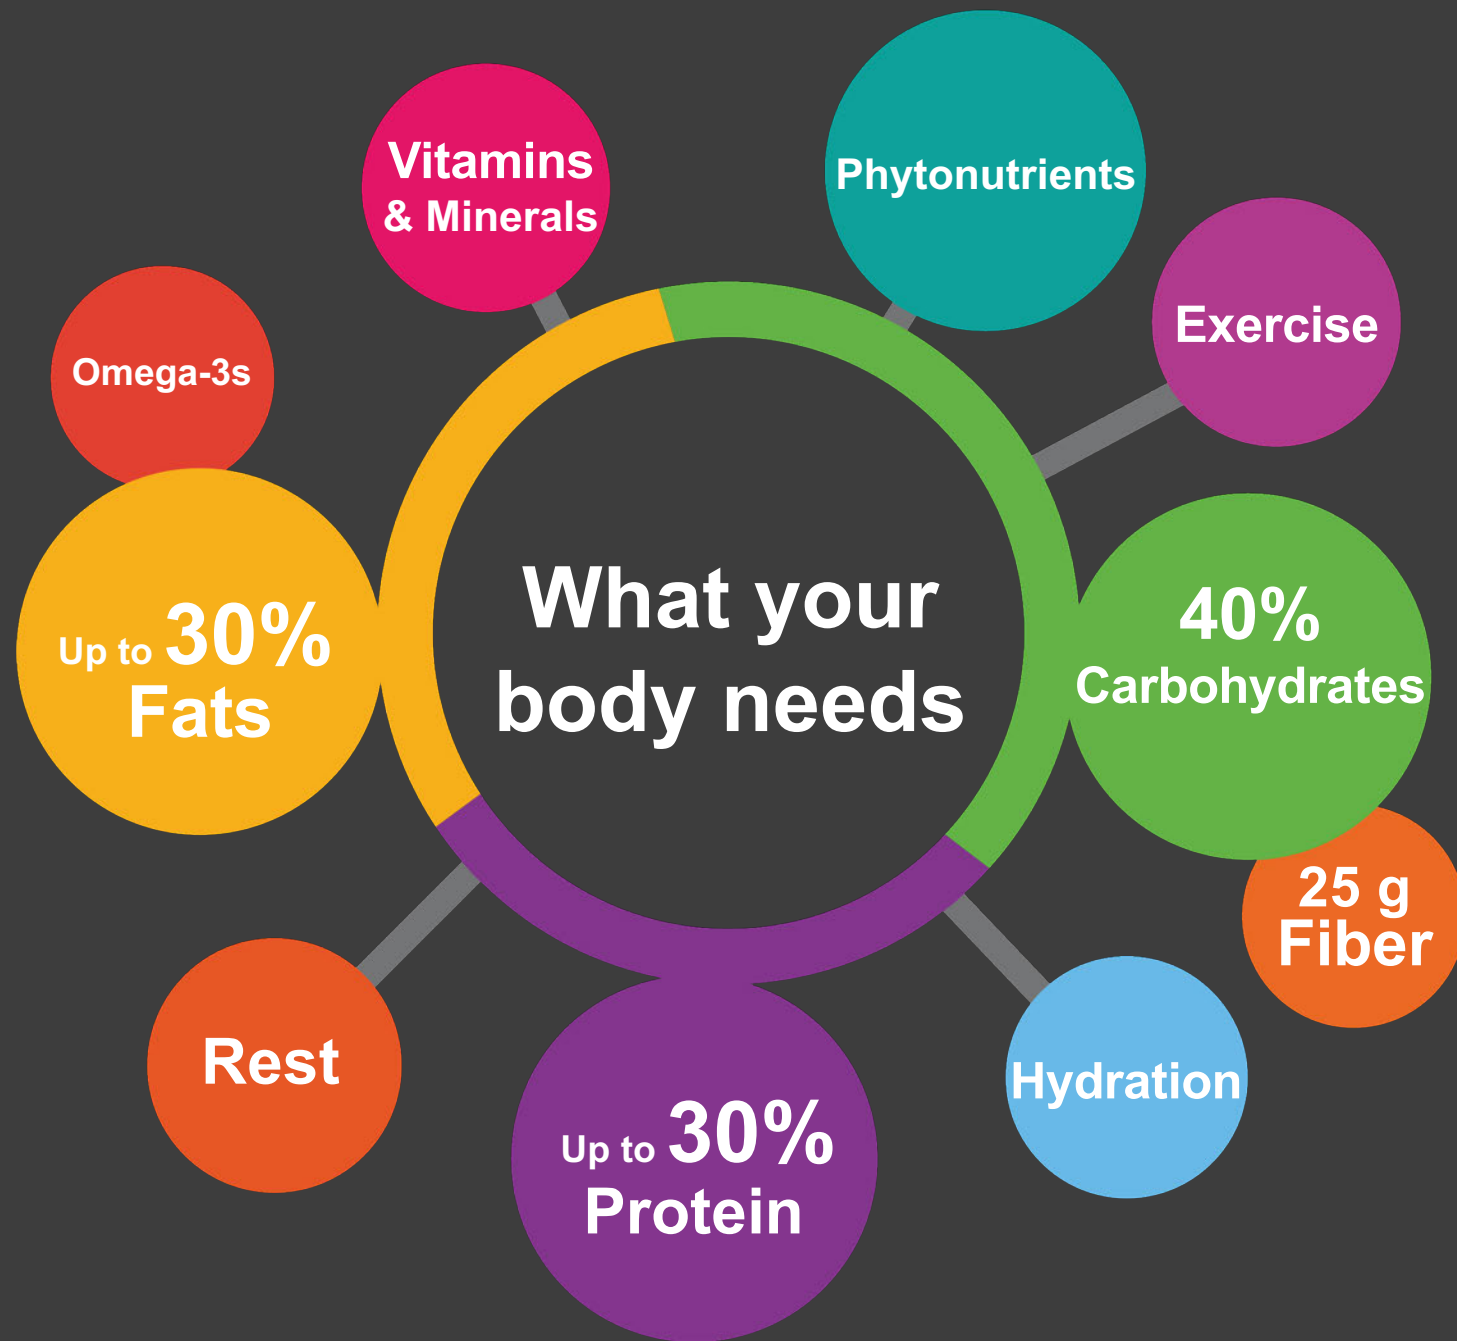 Vitamins
& Minerals
Phytonutrients
Exercise
Omega-3s
What your
body needs
Up to 30%
Fats
40%
Carbohydrates
25 g
Fiber
Rest
Up to 30%
Protein
Hydration